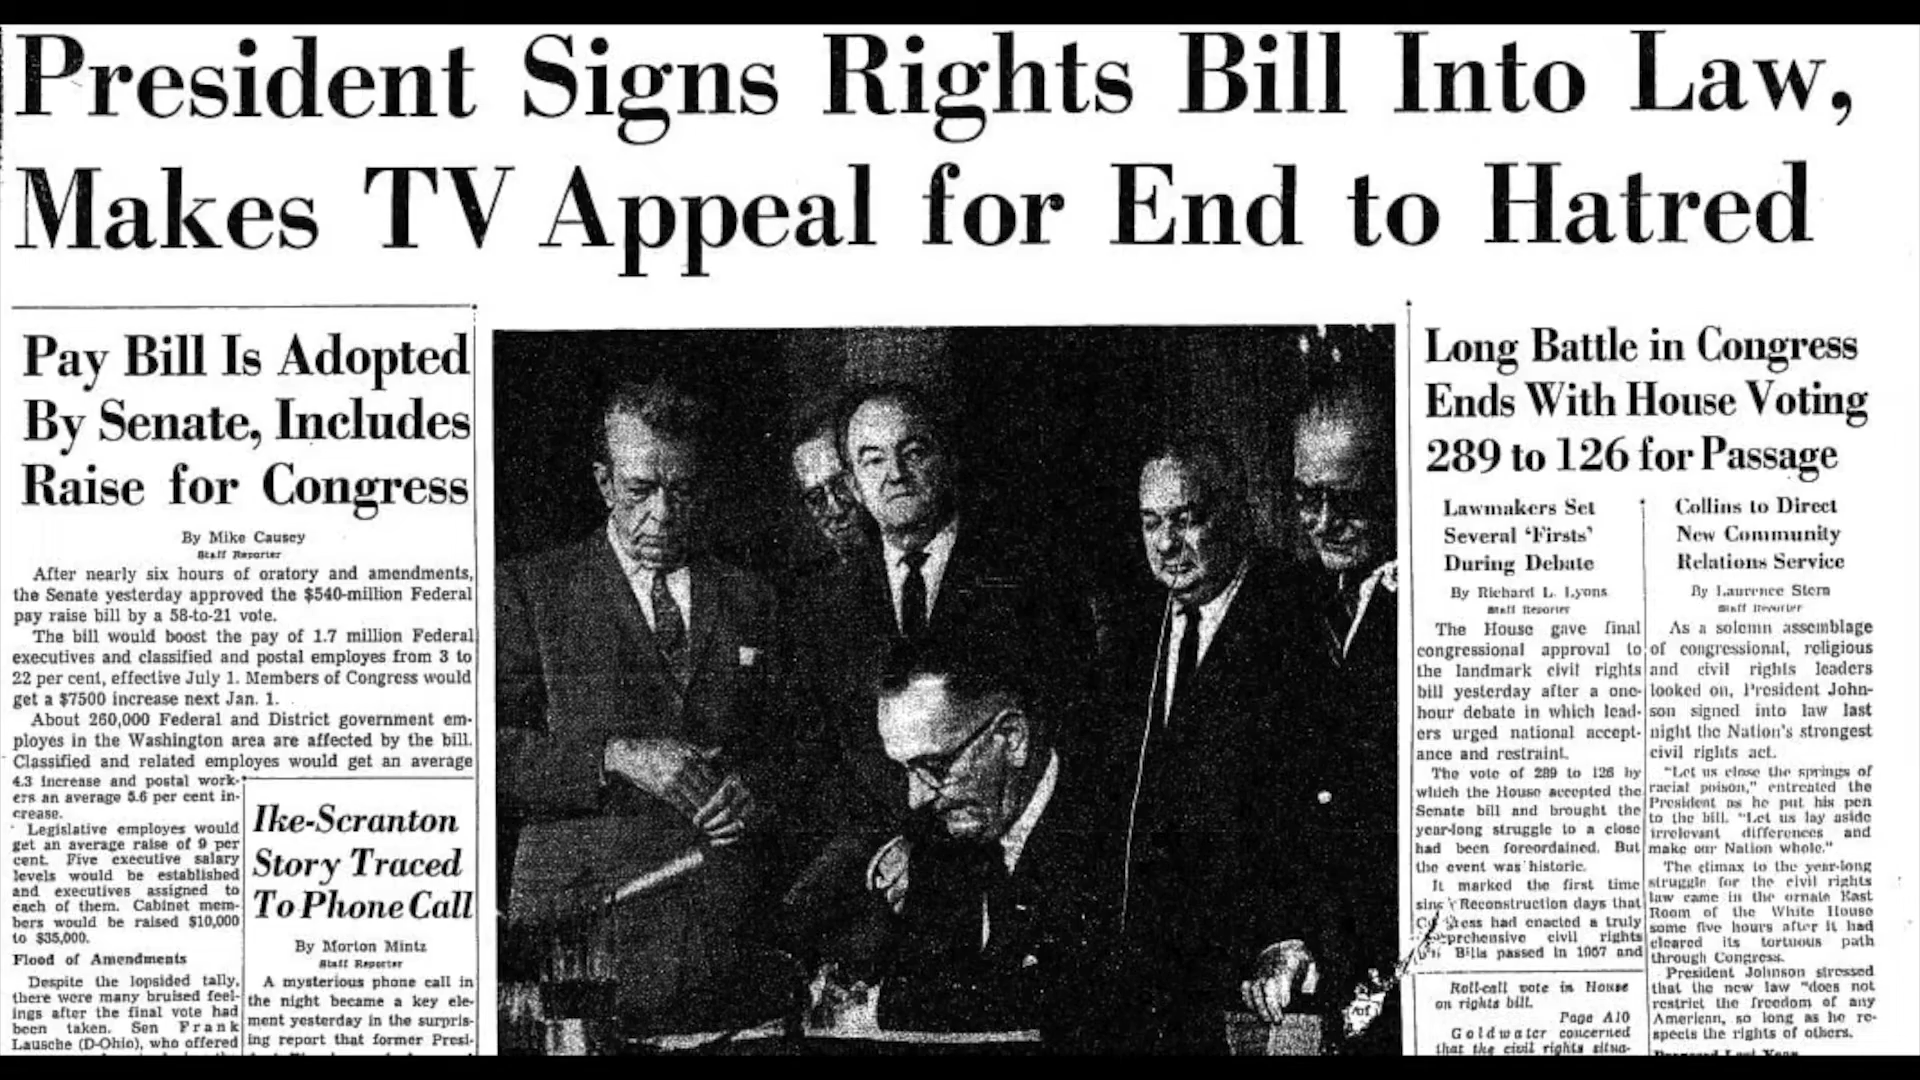 President Signs Rights Bill Into Law,
Makes TV Appeal for End to Hatred
Pay Bill Is Adopted
By Senate, Includes
Raise for Congress
By Mike Causey
Staff Reporter
After nearly six hours of oratory and amendments,
the Senate yesterday approved the $540-million Federal
pay raise bill by a 58-to-21 vote.
The bill would boost the pay of 1.7 million Federal
executives and classified and postal employes from 3 to
22 per cent, effective July 1. Members of Congress would
get a $7500 increase next Jan. 1.
About 260,000 Federal and District government em-
ployes in the Washington area are affected by the bill.
Classified and related employes would get an average
4.3 increase and postal work-
ers an average 5.6 per cent in-
crease.
Legislative employes would
get an average raise of 9 per
cent. Five executive salary
levels would be established
and executives assigned to
each of them. Cabinet mem-
bers would be raised $10,000
to $35,000.
Flood of Amendments
Despite the lopsided tally,
there were many bruised feel-
ings after the final vote had
been taken. Sen Frank
Lausche (D-Ohio), who offered
Ike-Scranton
Story Traced
To Phone Call
By Morton Mintz
Staff Reporter
A mysterious phone call in
the night became a key ele-
ment yesterday in the surpris-
ing report that former Presi-
Long Battle in Congress
Ends With House Voting
289 to 126 for Passage
Lawmakers Set
Several 'Firsts'
During Debate
By Richard L. Lyons
Staff Reporter
The House gave final
congressional approval to
the landmark civil rights
bill yesterday after a one-
hour debate in which lead-
ers urged national accept-
ance and restraint.
The vote of 289 to 126 by
which the House accepted the
Senate bill and brought the
year-long struggle to a close
had been foreordained. But
the event was historic.
It marked the first time
Reconstruction days that
had enacted a truly
civil rights
Bills passed in 1957 and
Roll-call vote in House
on rights bill.
Page A10
Goldwater concerned
that the civil rights situa-
Collins to Direct
New Community
Relations Service
By Laurence Stern
Staff Reporter
As a solemn assemblage
of congressional, religious
and civil rights leaders
looked on, President John-
son signed into law last
night the Nation's strongest
civil rights act.
"Let us close the springs of
racial poison," entreated the
President as he put his pen
to the bill. "Let us lay aside
irrelevant differences and
make our Nation whole."
The climax to the year-long
struggle for the civil rights
law came in the ornate East
Room of the White House
some five hours after it had
cleared its tortuous path
through Congress.
President Johnson stressed
that the new law "does not
restrict the freedom of any
American, so long as he re-
spects the rights of others.